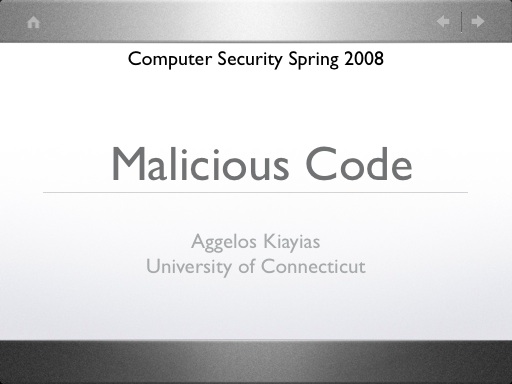 Computer Security Spring 2008
Malicious Code
Aggelos Kiayias
University of Connecticut